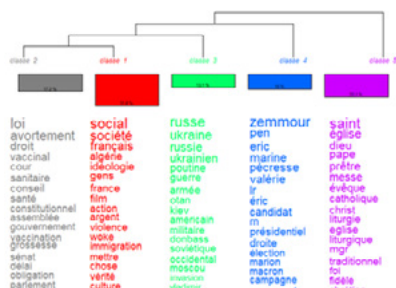 classe 2 classe 1 classe 3 classe 4 classe 5
loi social russe zemmour saint
avortement société ukraine pen église
droit français russie eric dieu
vaccinal algérie ukrainien marine pape
cour idéologie poutine pécresse prêtre
sanitaire gens guerre valérie messe
conseil france armée lr évêque
santé film otan éric catholique
constitutionnel action kiev candidat christ
assemblée argent américain rn liturgie
gouvernement violence militaire présidentiel eglise
vaccination woke donbass droite liturgique
grossesse immigration soviétique élection mgr
sénat mettre occidental marion traditionnel
délai chose moscou macron foi
obligation vérité invasion campagne fidèle
parlement culture vladimir